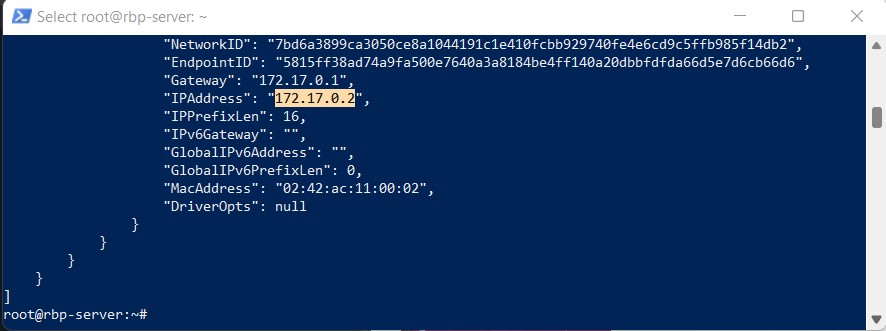 Select root@rbp-server: ~
"NetworkID": "7bd6a3899ca3050ce8a1044191c1e410fcbb929740fe4e6cd9c5ffb985f14db2",
"EndpointID": "5815ff38ad74a9fa500e7640a3a8184be4ff140a20dbbfdfda66d5e7d6cb66d6",
"Gateway": "172.17.0.1",
"IPAddress": "172.17.0.2",
"IPPrefixLen": 16,
"IPv6Gateway": "",
"GlobalIPv6Address": "",
"GlobalIPv6PrefixLen": 0,
"MacAddress": "02:42:ac:11:00:02",
"DriverOpts": null
}
}
}
}
]
root@rbp-server:~#